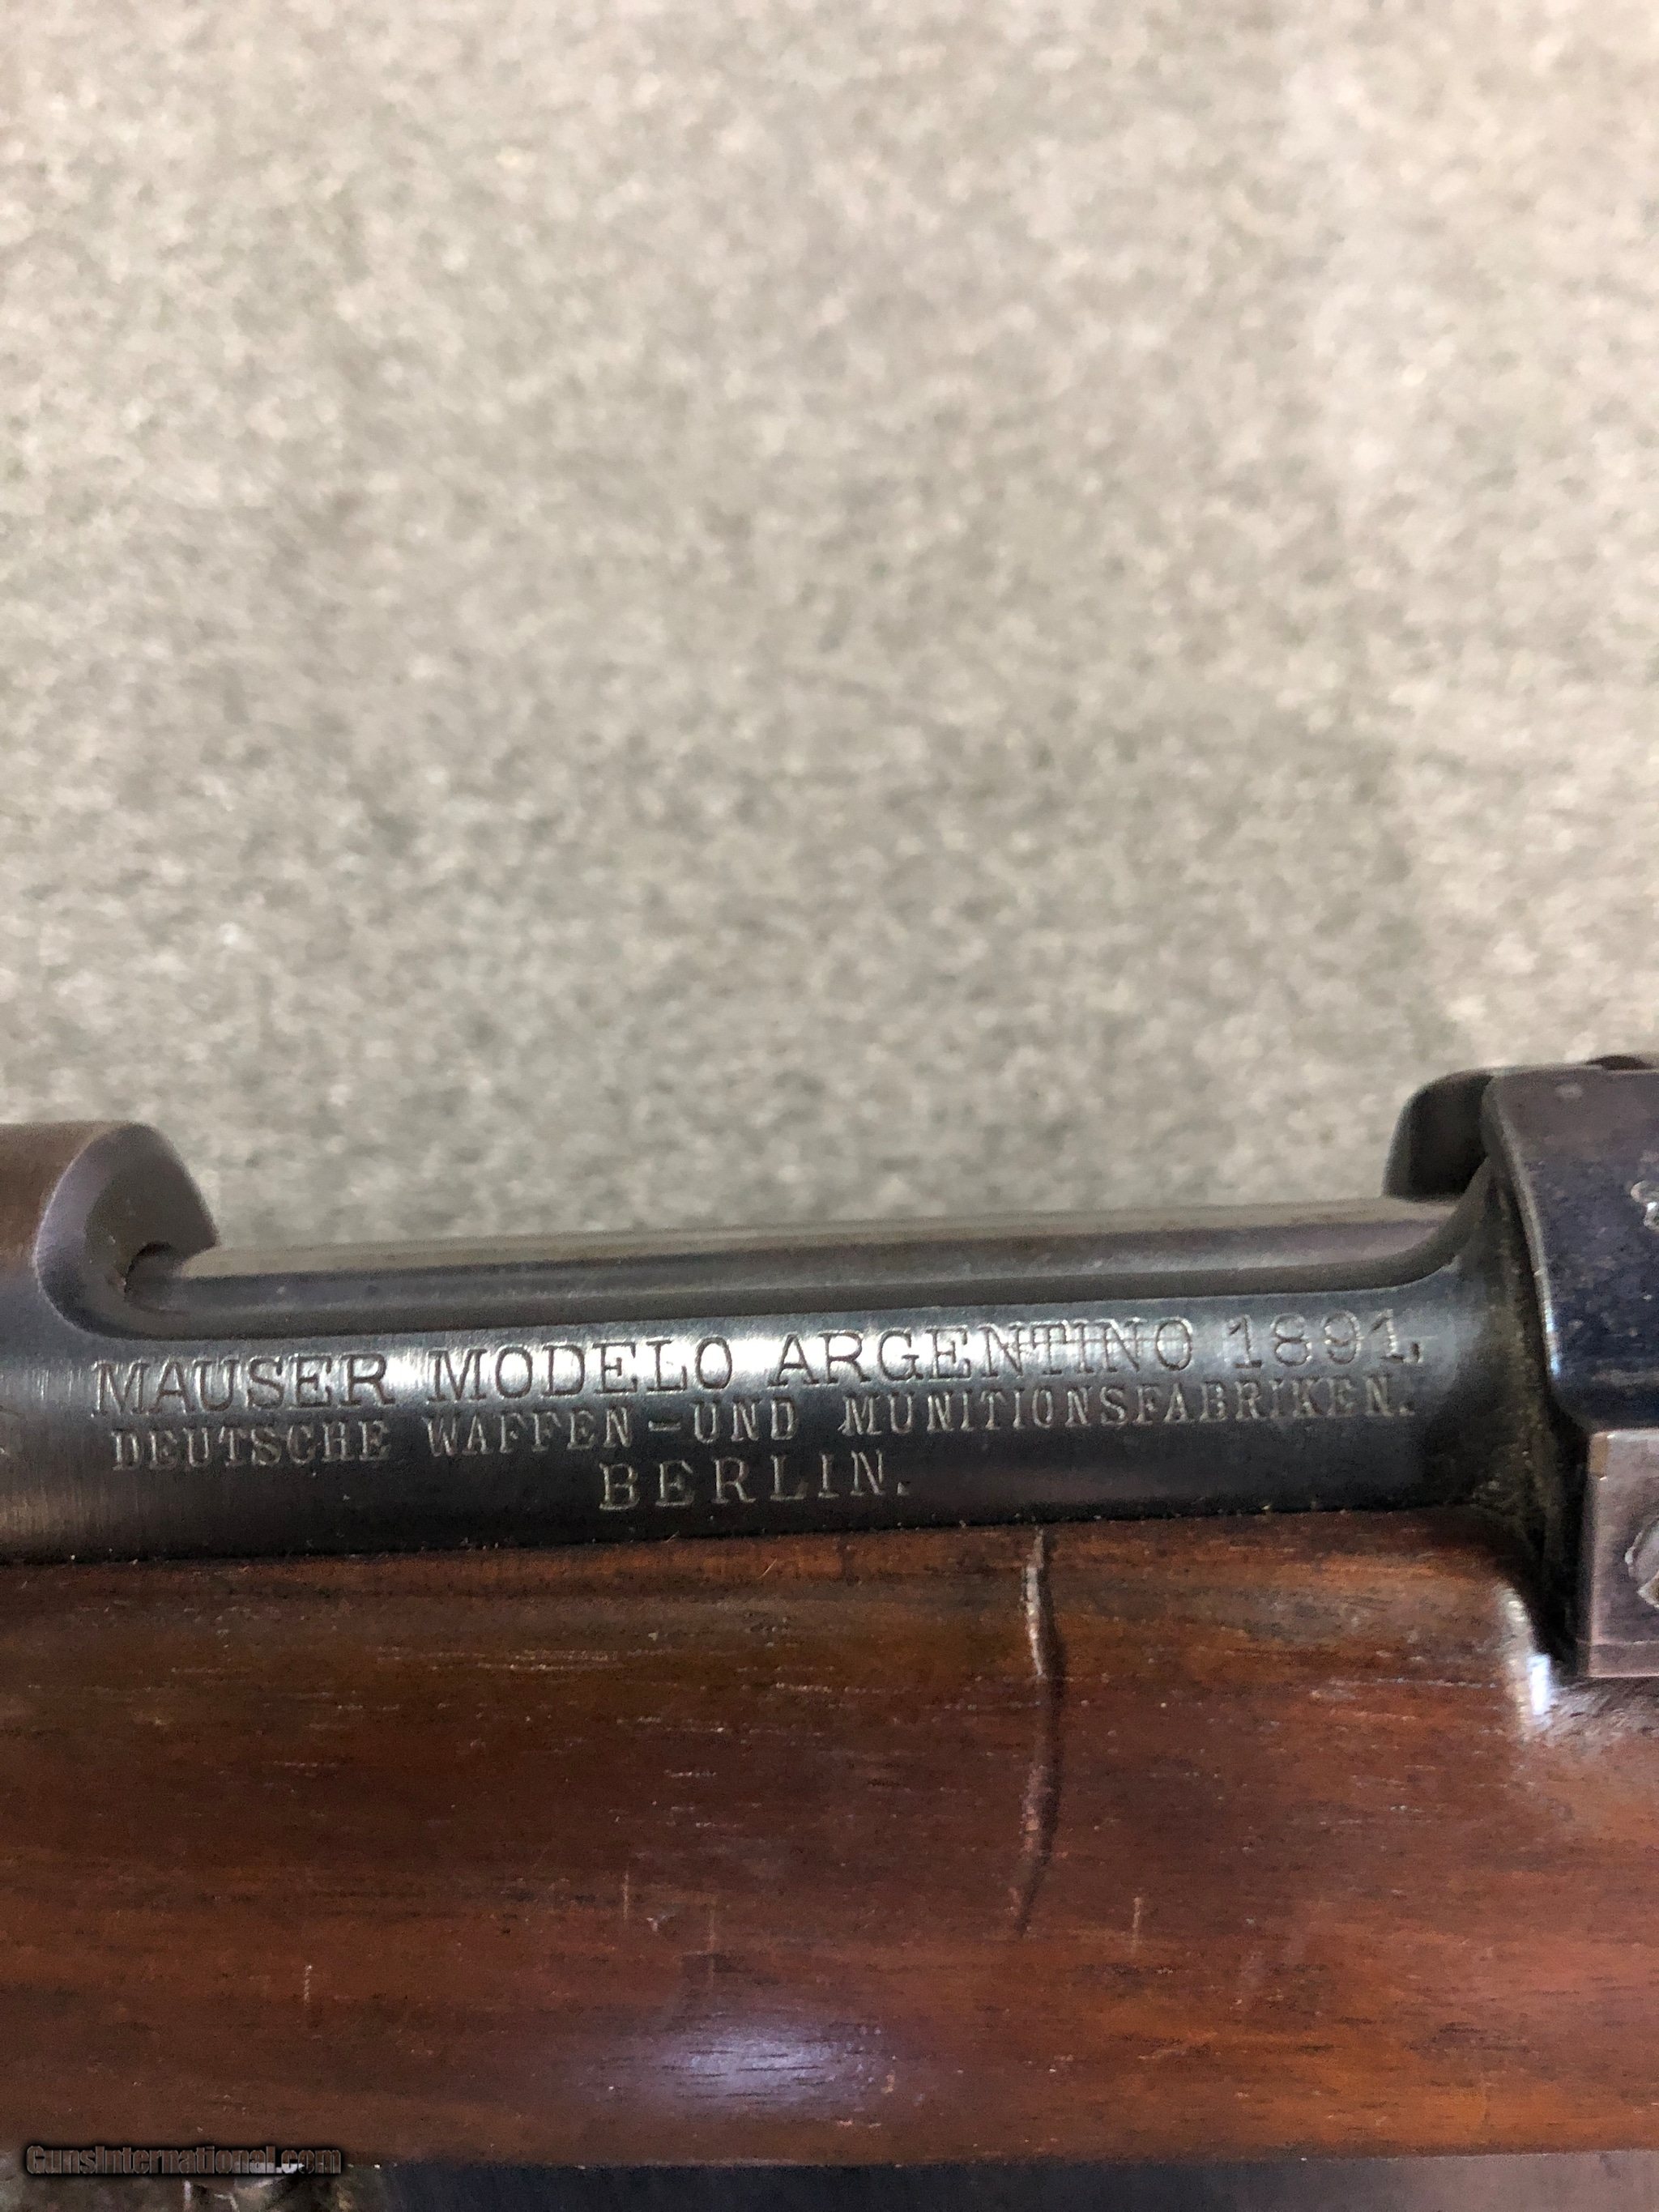 MAUSER MODELO ARGENTINO 1891.
DEUTSCHE WAFFEN-UND MUNITIONSFABRIKEN.
BERLIN.
GunsInternational.com